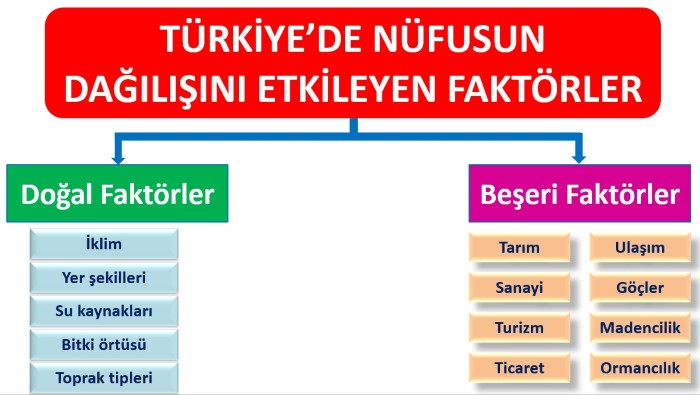 TÜRKİYE’DE NÜFUSUN
DAĞILIŞINI ETKİLEYEN FAKTÖRLER
Doğal Faktörler
İklim
Yer şekilleri
Su kaynakları
Bitki örtüsü
Toprak tipleri
Beşeri Faktörler
Tarım
Ulaşım
Sanayi
Göçler
Turizm
Madencilik
Ticaret
Ormancılık